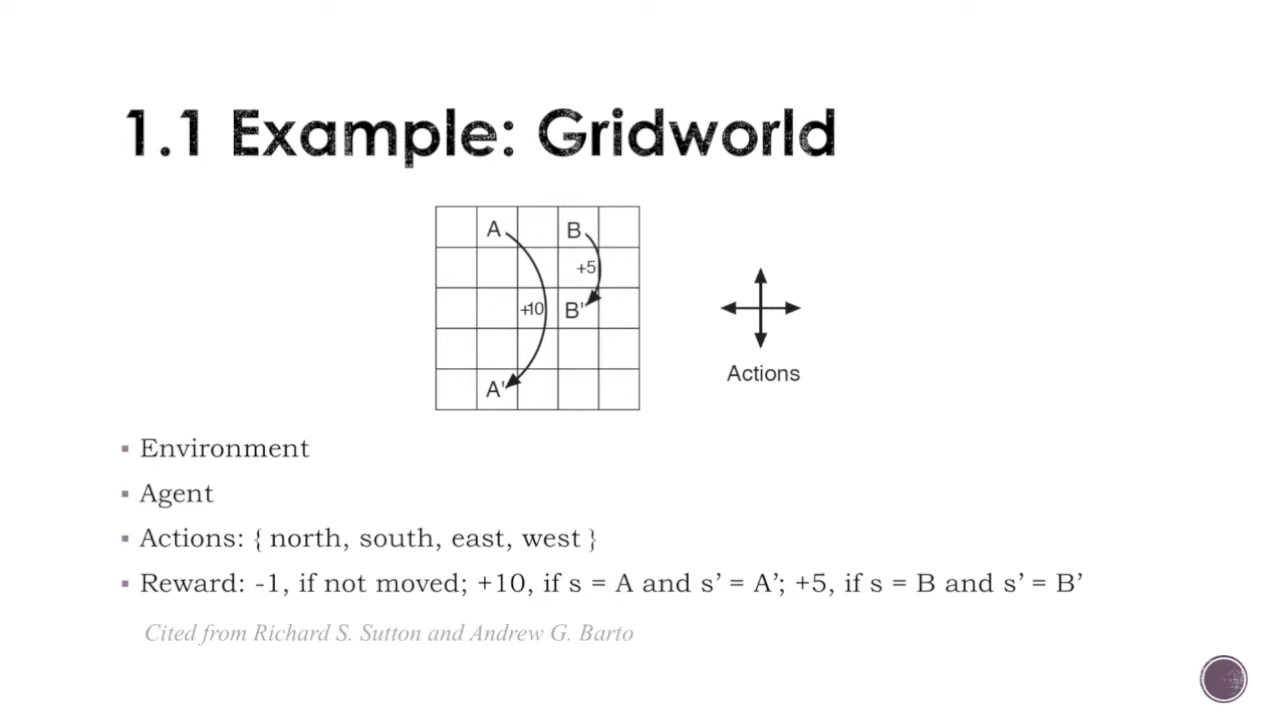 1.1 Example: Gridworld
A
B
+5
+10
B'
A'
Actions
▪ Environment
▪ Agent
▪ Actions: { north, south, east, west }
▪ Reward: -1, if not moved; +10, if s = A and s’ = A’; +5, if s = B and s’ = B’
Cited from Richard S. Sutton and Andrew G. Barto